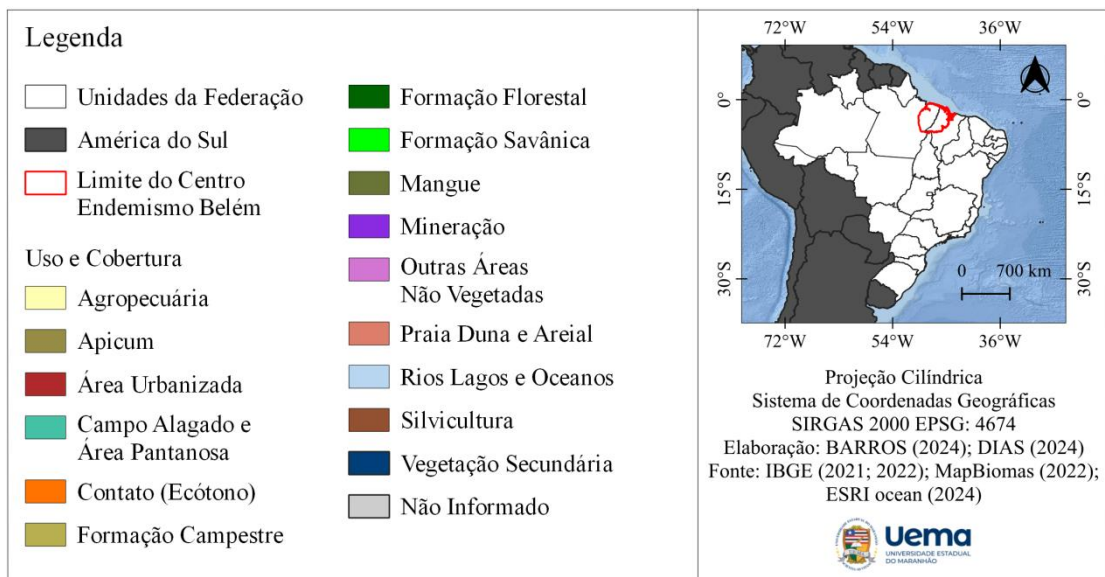 Legenda
Unidades da Federação
América do Sul
Limite do Centro
Endemismo Belém
Uso e Cobertura
Agropecuária
Apicum
Área Urbanizada
Campo Alagado e
Área Pantanosa
Contato (Ecótono)
Formação Campestre
Formação Florestal
Formação Savânica
Mangue
Mineração
Outras Áreas
Não Vegetadas
Praia Duna e Areial
Rios Lagos e Oceanos
Silvicultura
Vegetação Secundária
Não Informado
72°W 54°W 36°W
0°
15°S
30°S
0°
15°S
30°S
0 700 km
72°W 54°W 36°W
Projeção Cilíndrica
Sistema de Coordenadas Geográficas
SIRGAS 2000 EPSG: 4674
Elaboração: BARROS (2024); DIAS (2024)
Fonte: IBGE (2021; 2022); MapBiomas (2022);
ESRI ocean (2024)
Uema
UNIVERSIDADE ESTADUAL
DO MARANHÃO